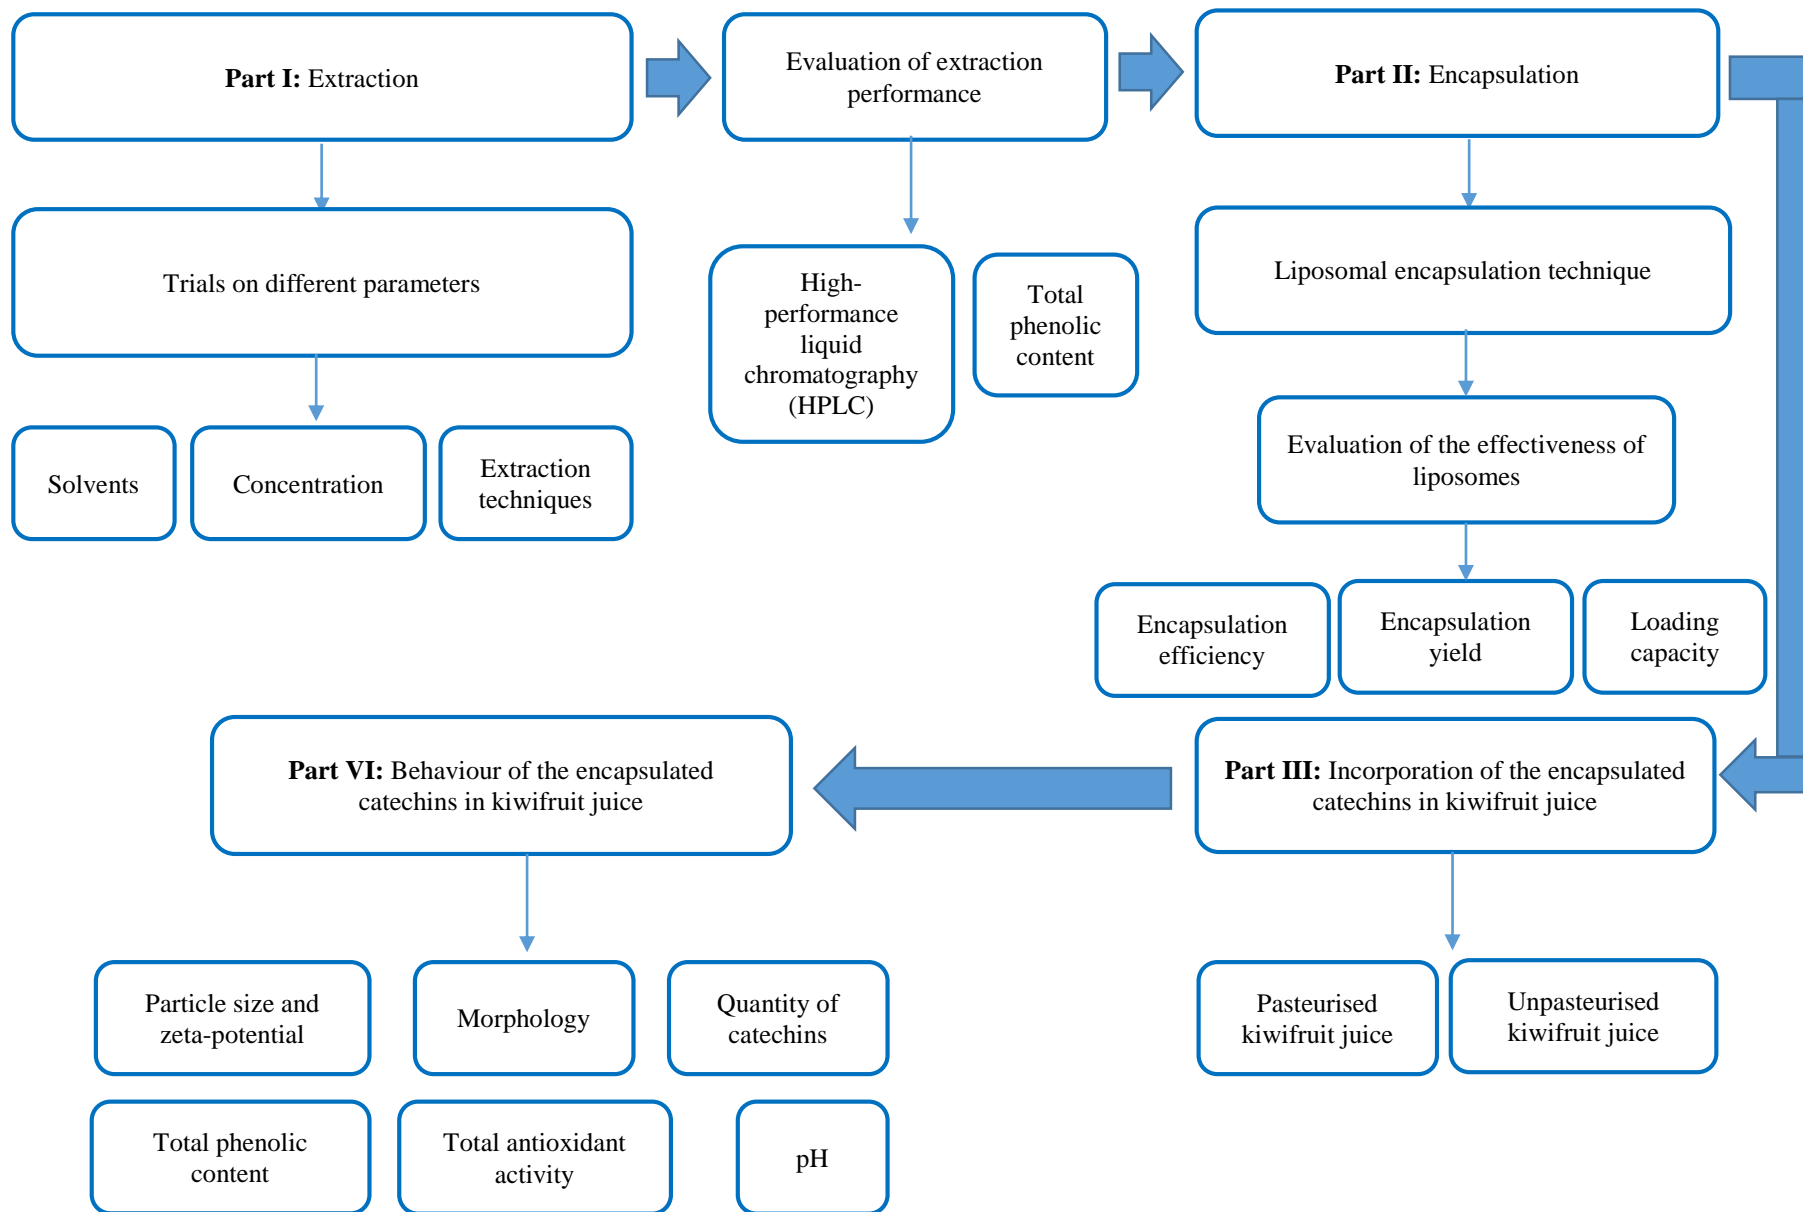 Part I: Extraction
Evaluation of extraction
performance
Part II: Encapsulation
Trials on different parameters
High-
performance
liquid
chromatography
(HPLC)
Total
phenolic
content
Liposomal encapsulation technique
Solvents
Concentration
Extraction
techniques
Evaluation of the effectiveness of
liposomes
Encapsulation
efficiency
Encapsulation
yield
Loading
capacity
Part VI: Behaviour of the encapsulated
catechins in kiwifruit juice
Part III: Incorporation of the encapsulated
catechins in kiwifruit juice
Particle size and
zeta-potential
Morphology
Quantity of
catechins
Pasteurised
kiwifruit juice
Unpasteurised
kiwifruit juice
Total phenolic
content
Total antioxidant
activity
pH